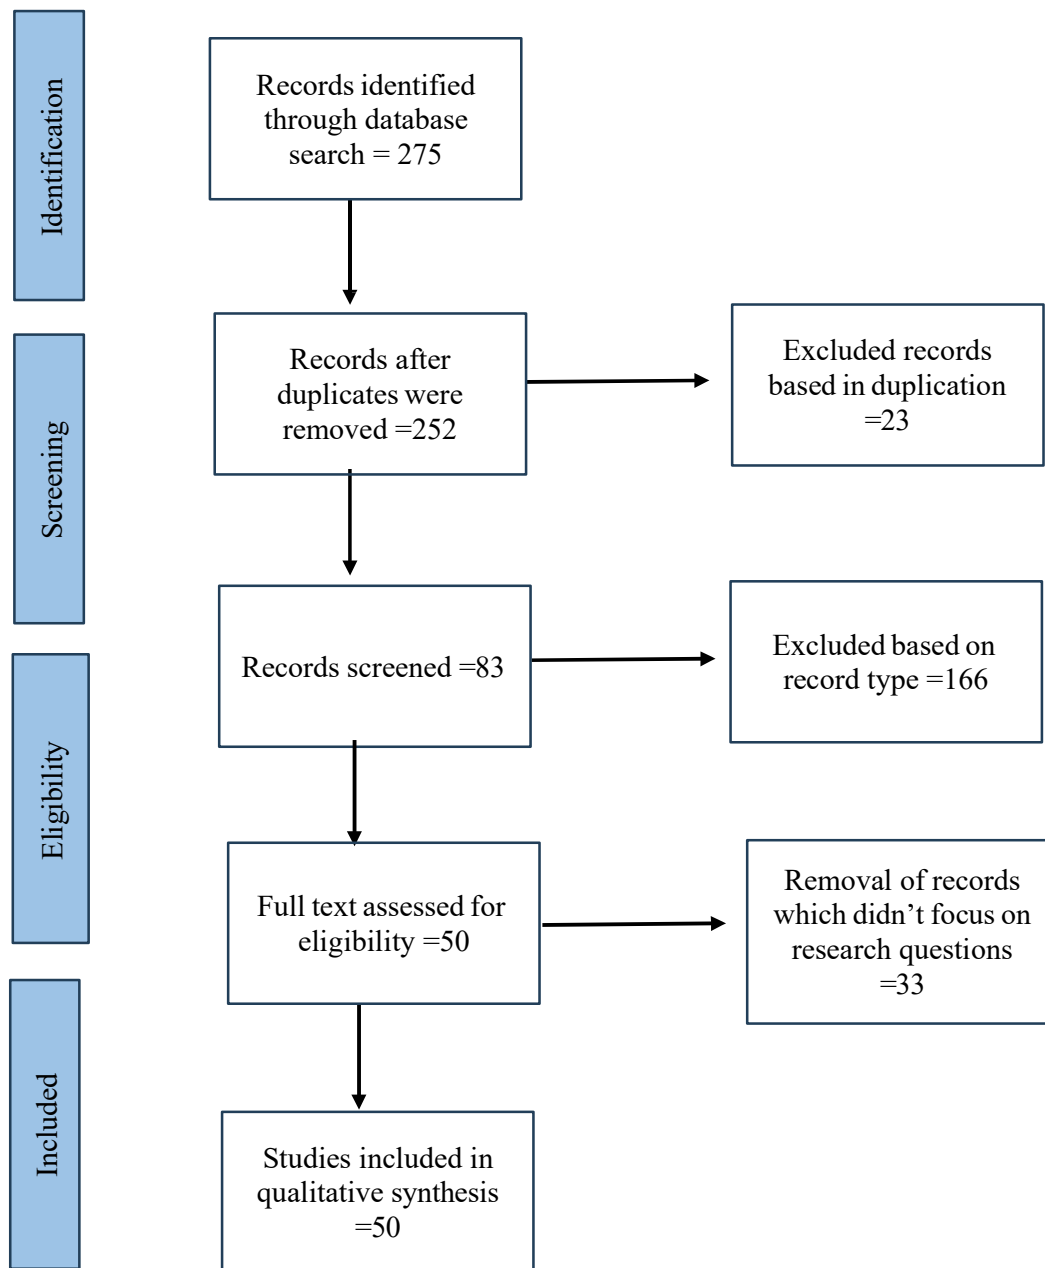 Identification
Records identified
through database
search = 275
Records after
duplicates were
removed =252
Excluded records
based in duplication
=23
Screening
Records screened =83
Excluded based on
record type =166
Eligibility
Full text assessed for
eligibility =50
Removal of records
which didn’t focus on
research questions
=33
Included
Studies included in
qualitative synthesis
=50